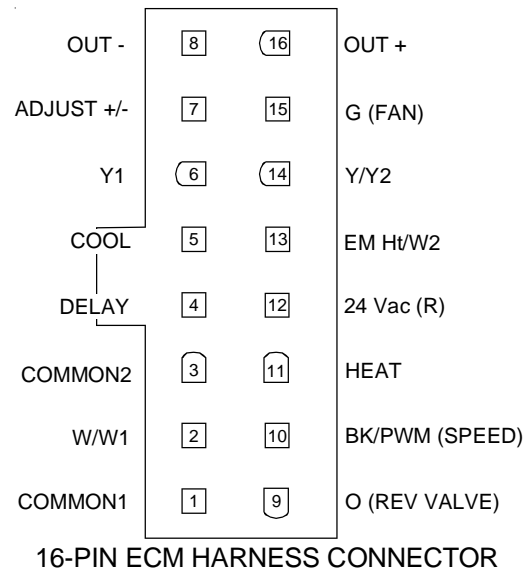 OUT - 8 16 OUT +
ADJUST +/- 7 15 G (FAN)
Y1 6 14 Y/Y2
COOL 5 13 EM Ht/W2
DELAY 4 12 24 Vac (R)
COMMON2 3 11 HEAT
W/W1 2 10 BK/PWM (SPEED)
COMMON1 1 9 O (REV VALVE)
16-PIN ECM HARNESS CONNECTOR